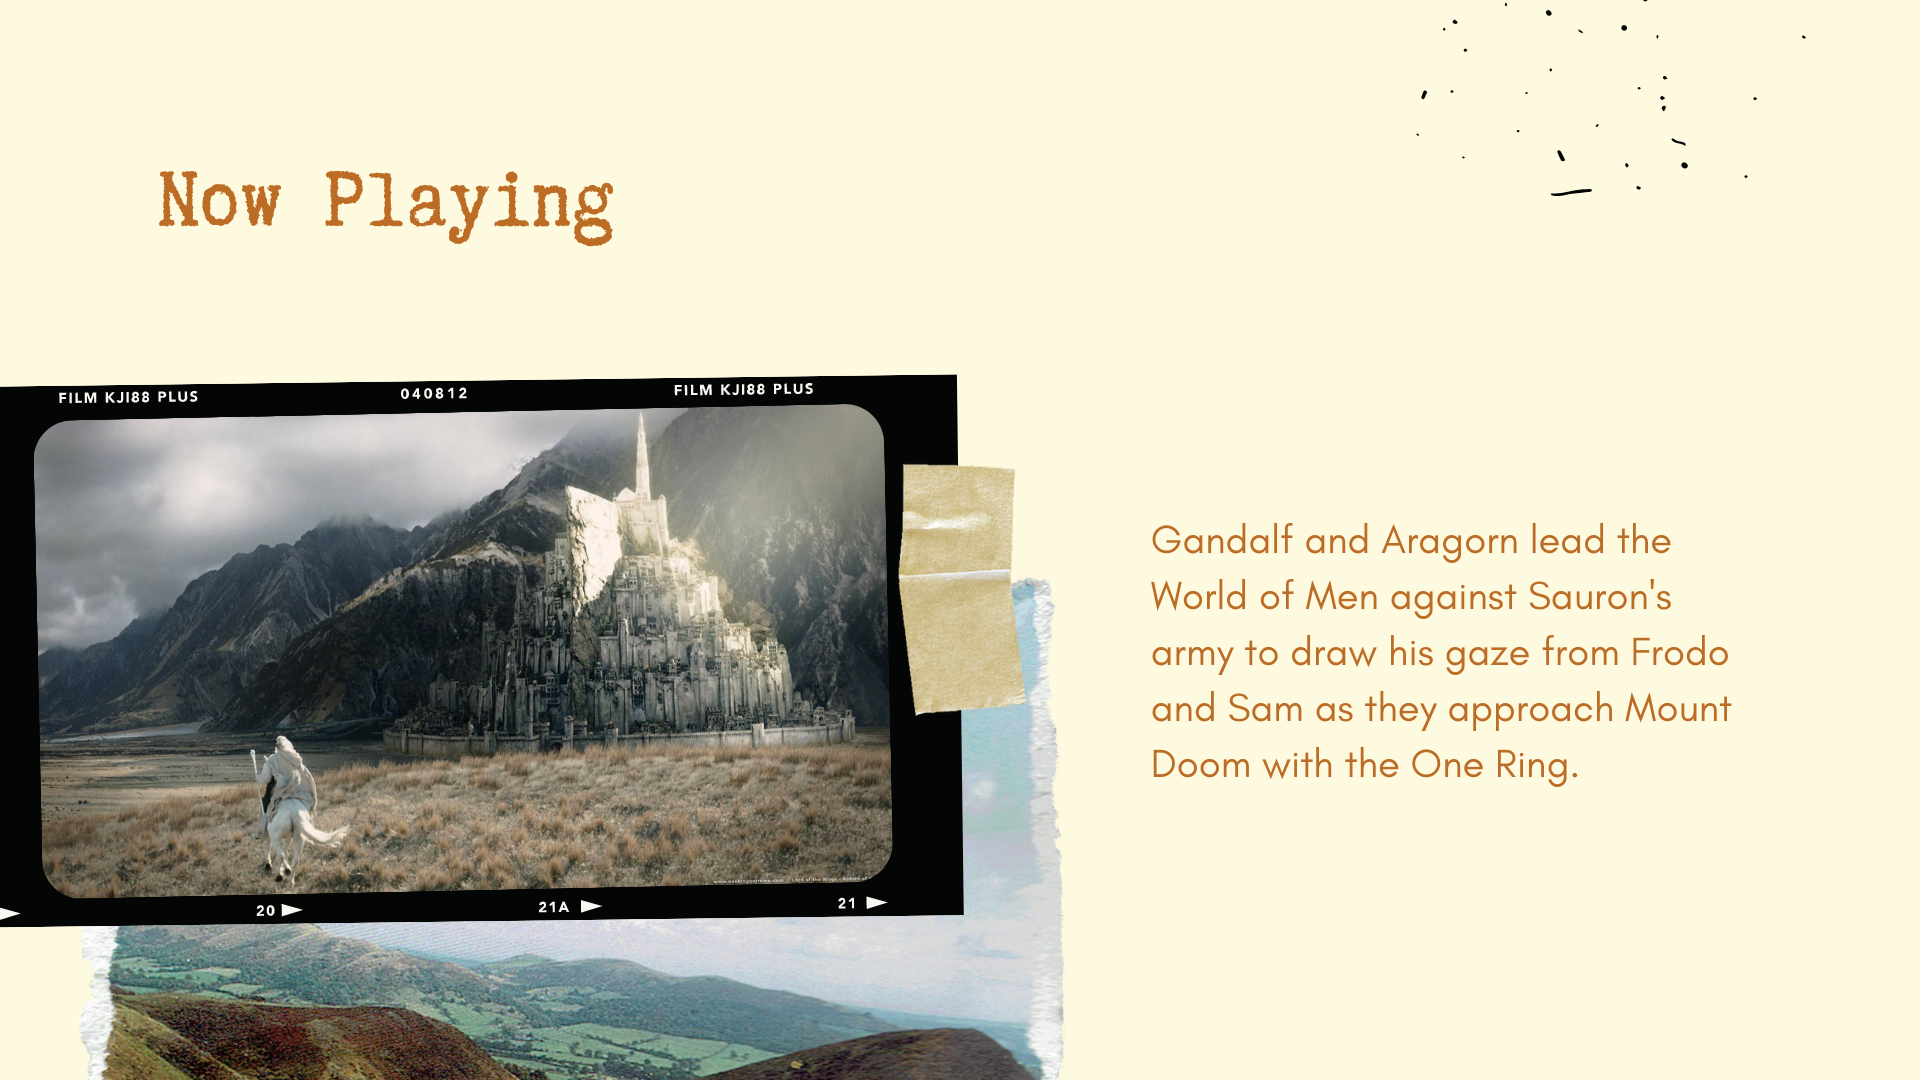 Now Playing
FILM KJI88 PLUS
040812
FILM KJI88 PLUS
20
21A
21
Gandalf and Aragorn lead the
World of Men against Sauron's
army to draw his gaze from Frodo
and Sam as they approach Mount
Doom with the One Ring.